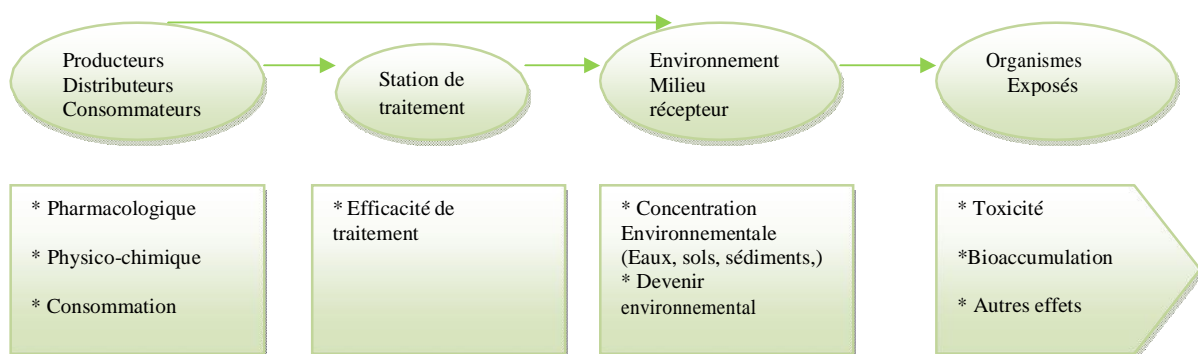 Producteurs
Distributeurs
Consommateurs
Station de
traitement
Environnement
Milieu
récepteur
Organismes
Exposés
* Pharmacologique
* Physico-chimique
* Consommation
* Efficacité de
traitement
* Concentration
Environnementale
(Eaux, sols, sédiments,)
* Devenir
environnemental
* Toxicité
*Bioaccumulation
* Autres effets